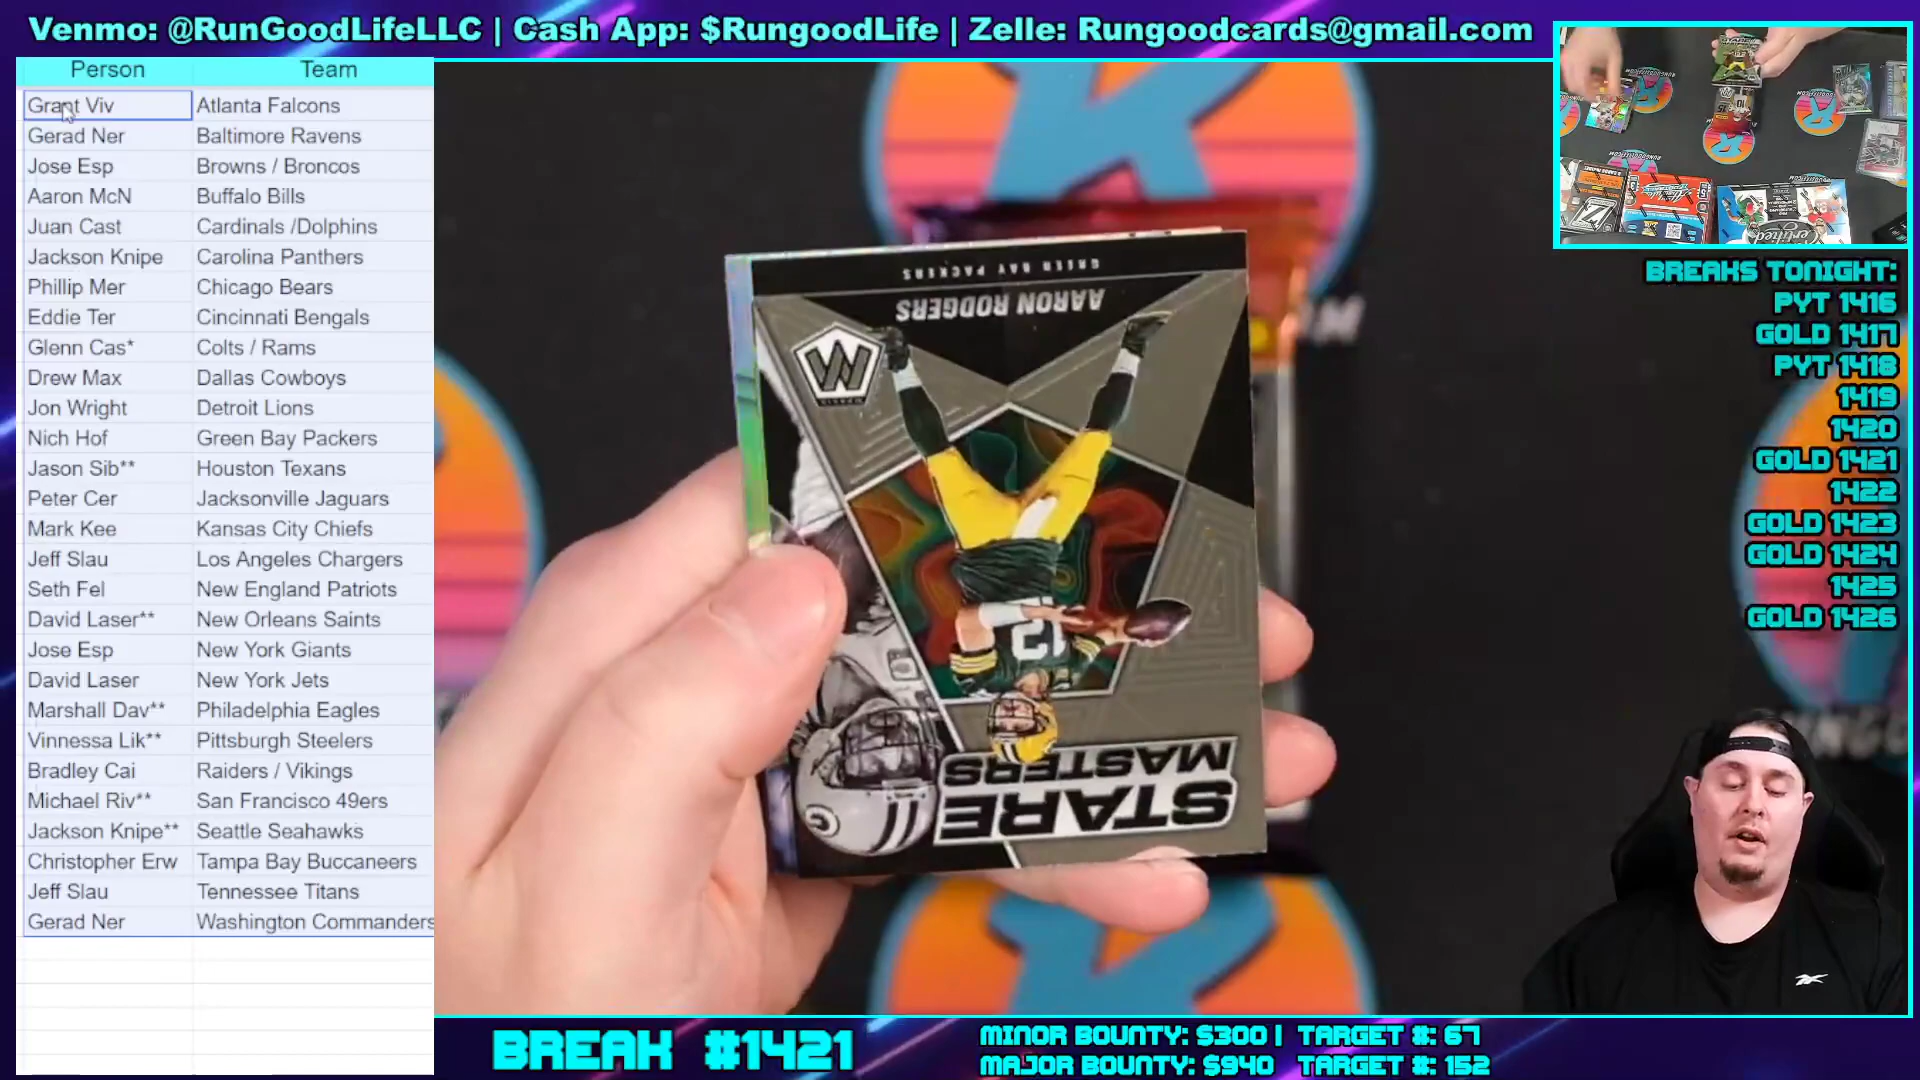 Venmo: @RunGoodLifeLLC | Cash App: $RungoodLife | Zelle: Rungoodcards@gmail.com
Person Team
Grant Viv Atlanta Falcons
Gerad Ner Baltimore Ravens
Jose Esp Browns / Broncos
Aaron McN Buffalo Bills
Juan Cast Cardinals /Dolphins
Jackson Knipe Carolina Panthers
Phillip Mer Chicago Bears
Eddie Ter Cincinnati Bengals
Glenn Cas* Colts / Rams
Drew Max Dallas Cowboys
Jon Wright Detroit Lions
Nich Hof Green Bay Packers
Jason Sib** Houston Texans
Peter Cer Jacksonville Jaguars
Mark Kee Kansas City Chiefs
Jeff Slau Los Angeles Chargers
Seth Fel New England Patriots
David Laser** New Orleans Saints
Jose Esp New York Giants
David Laser New York Jets
Marshall Dav** Philadelphia Eagles
Vinnessa Lik** Pittsburgh Steelers
Bradley Cai Raiders / Vikings
Michael Riv** San Francisco 49ers
Jackson Knipe** Seattle Seahawks
Christopher Erw Tampa Bay Buccaneers
Jeff Slau Tennessee Titans
Gerad Ner Washington Commanders
GREEN BAY PACKERS
AARON RODGERS
12
STARE
MASTERS
BREAKS TONIGHT:
PYT 1416
GOLD 1417
PYT 1418
1419
1420
GOLD 1421
1422
GOLD 1423
GOLD 1424
1425
GOLD 1426
BREAK #1421
MINOR BOUNTY: $300 | TARGET #: 67
MAJOR BOUNTY: $940 TARGET #: 152